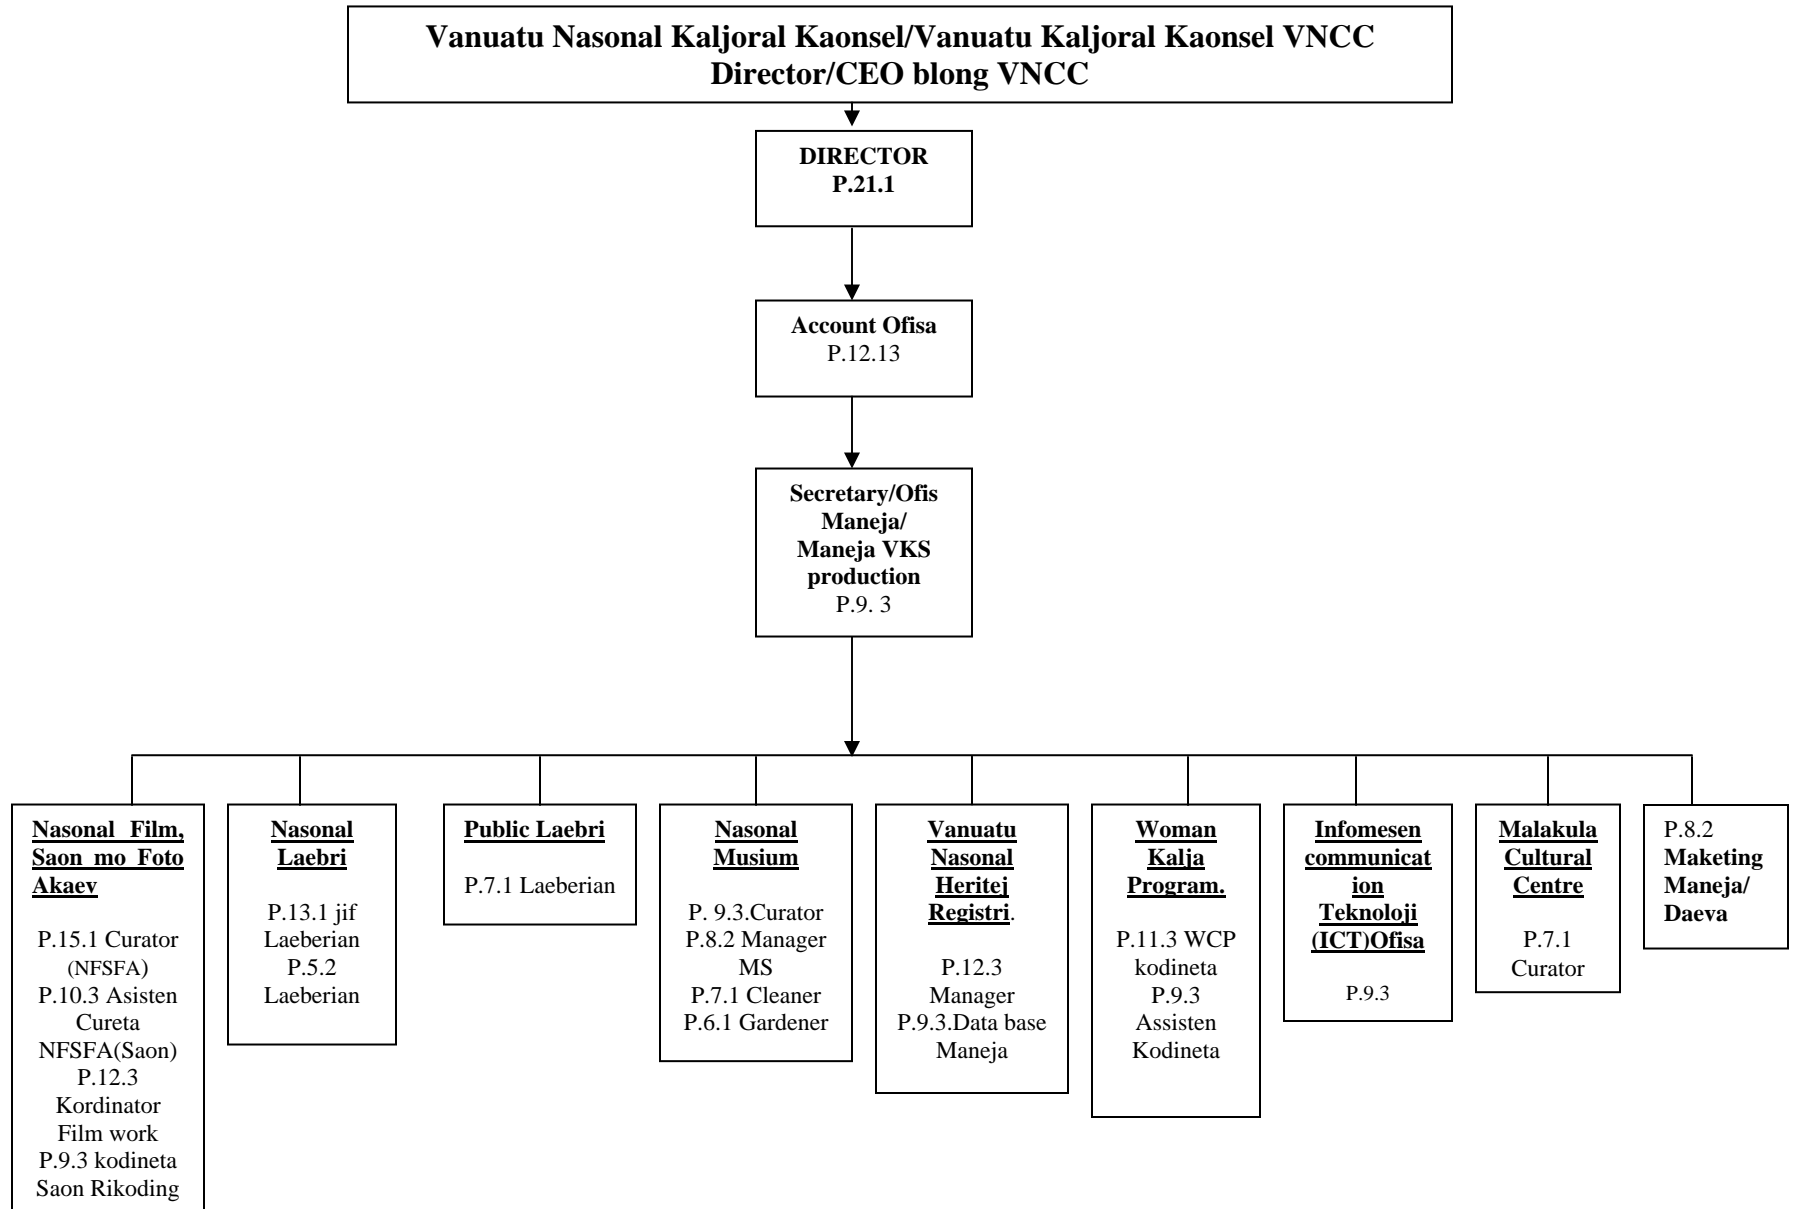 Vanuatu Nasonal Kaljoral Kaonsel/Vanuatu Kaljoral Kaonsel VNCC
Director/CEO blong VNCC
DIRECTOR
P.21.1
Account Ofisa
P.12.13
Secretary/Ofis
Maneja/
Maneja VKS
production
P.9. 3
Nasonal Film,
Saon mo Foto
Akaev
P.15.1 Curator
(NFSFA)
P.10.3 Asisten
Cureta
NFSFA(Saon)
P.12.3
Kordinator
Film work
P.9.3 kodineta
Saon Rikoding
Nasonal
Laebri
P.13.1 jif
Laeberian
P.5.2
Laeberian
Public Laebri
P.7.1 Laeberian
Nasonal
Musium
P. 9.3.Curator
P.8.2 Manager
MS
P.7.1 Cleaner
P.6.1 Gardener
Vanuatu
Nasonal
Heritej
Registri.
P.12.3
Manager
P.9.3.Data base
Maneja
Woman
Kalja
Program.
P.11.3 WCP
kodineta
P.9.3
Assisten
Kodineta
Infomesen
communicat
ion
Teknoloji
(ICT)Ofisa
P.9.3
Malakula
Cultural
Centre
P.7.1
Curator
P.8.2
Maketing
Maneja/
Daeva